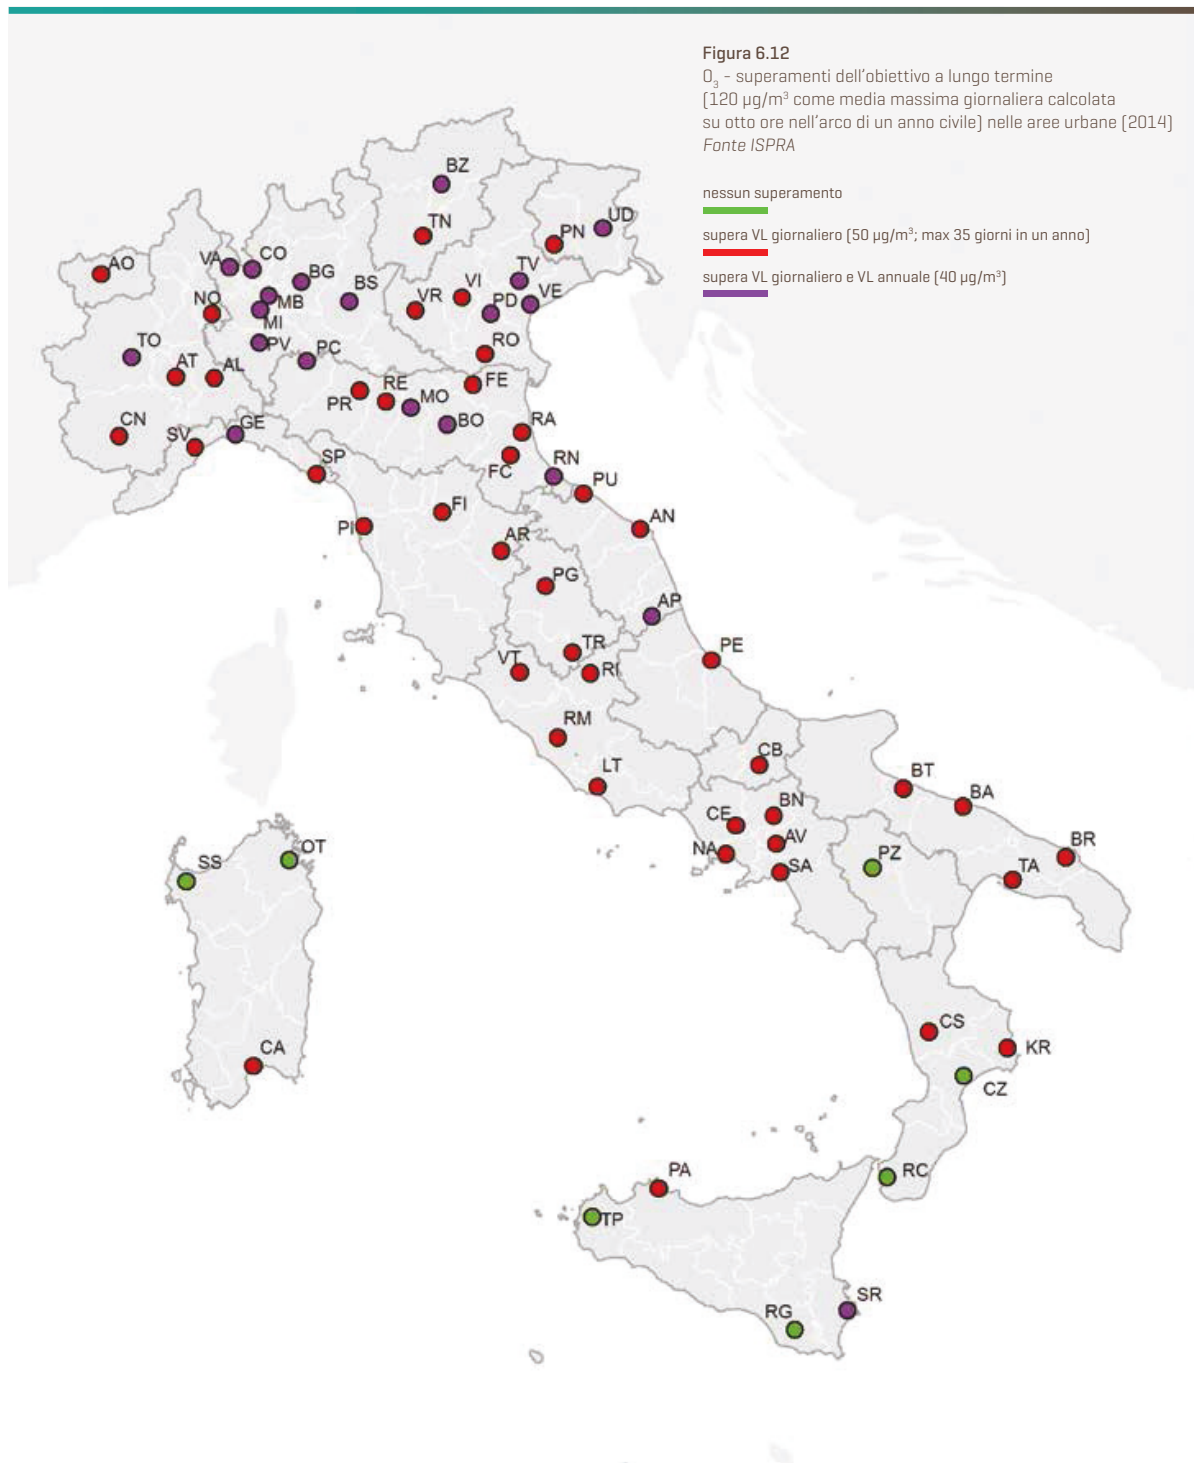 Figura 6.12
O₃ - superamenti dell'obiettivo a lungo termine
(120 µg/m³ come media massima giornaliera calcolata
su otto ore nell'arco di un anno civile) nelle aree urbane (2014)
Fonte ISPRA
nessun superamento
supera VL giornaliero (50 µg/m³; max 35 giorni in un anno)
supera VL giornaliero e VL annuale (40 µg/m³)
BZ
TN
PN
UD
AO
VA
CO
BG
BS
TV
VI
VE
NO
MB
MI
VR
PD
TO
PV
PC
RO
AT
AL
PR
RE
MO
FE
CN
SV
GE
BO
RA
SP
FC
RN
PU
PI
FI
AN
AR
PG
AP
VT
TR
RI
PE
RM
CB
LT
BT
BA
CE
BN
NA
AV
SA
PZ
BR
TA
SS
OT
CA
CS
KR
CZ
RC
PA
TP
SR
RG